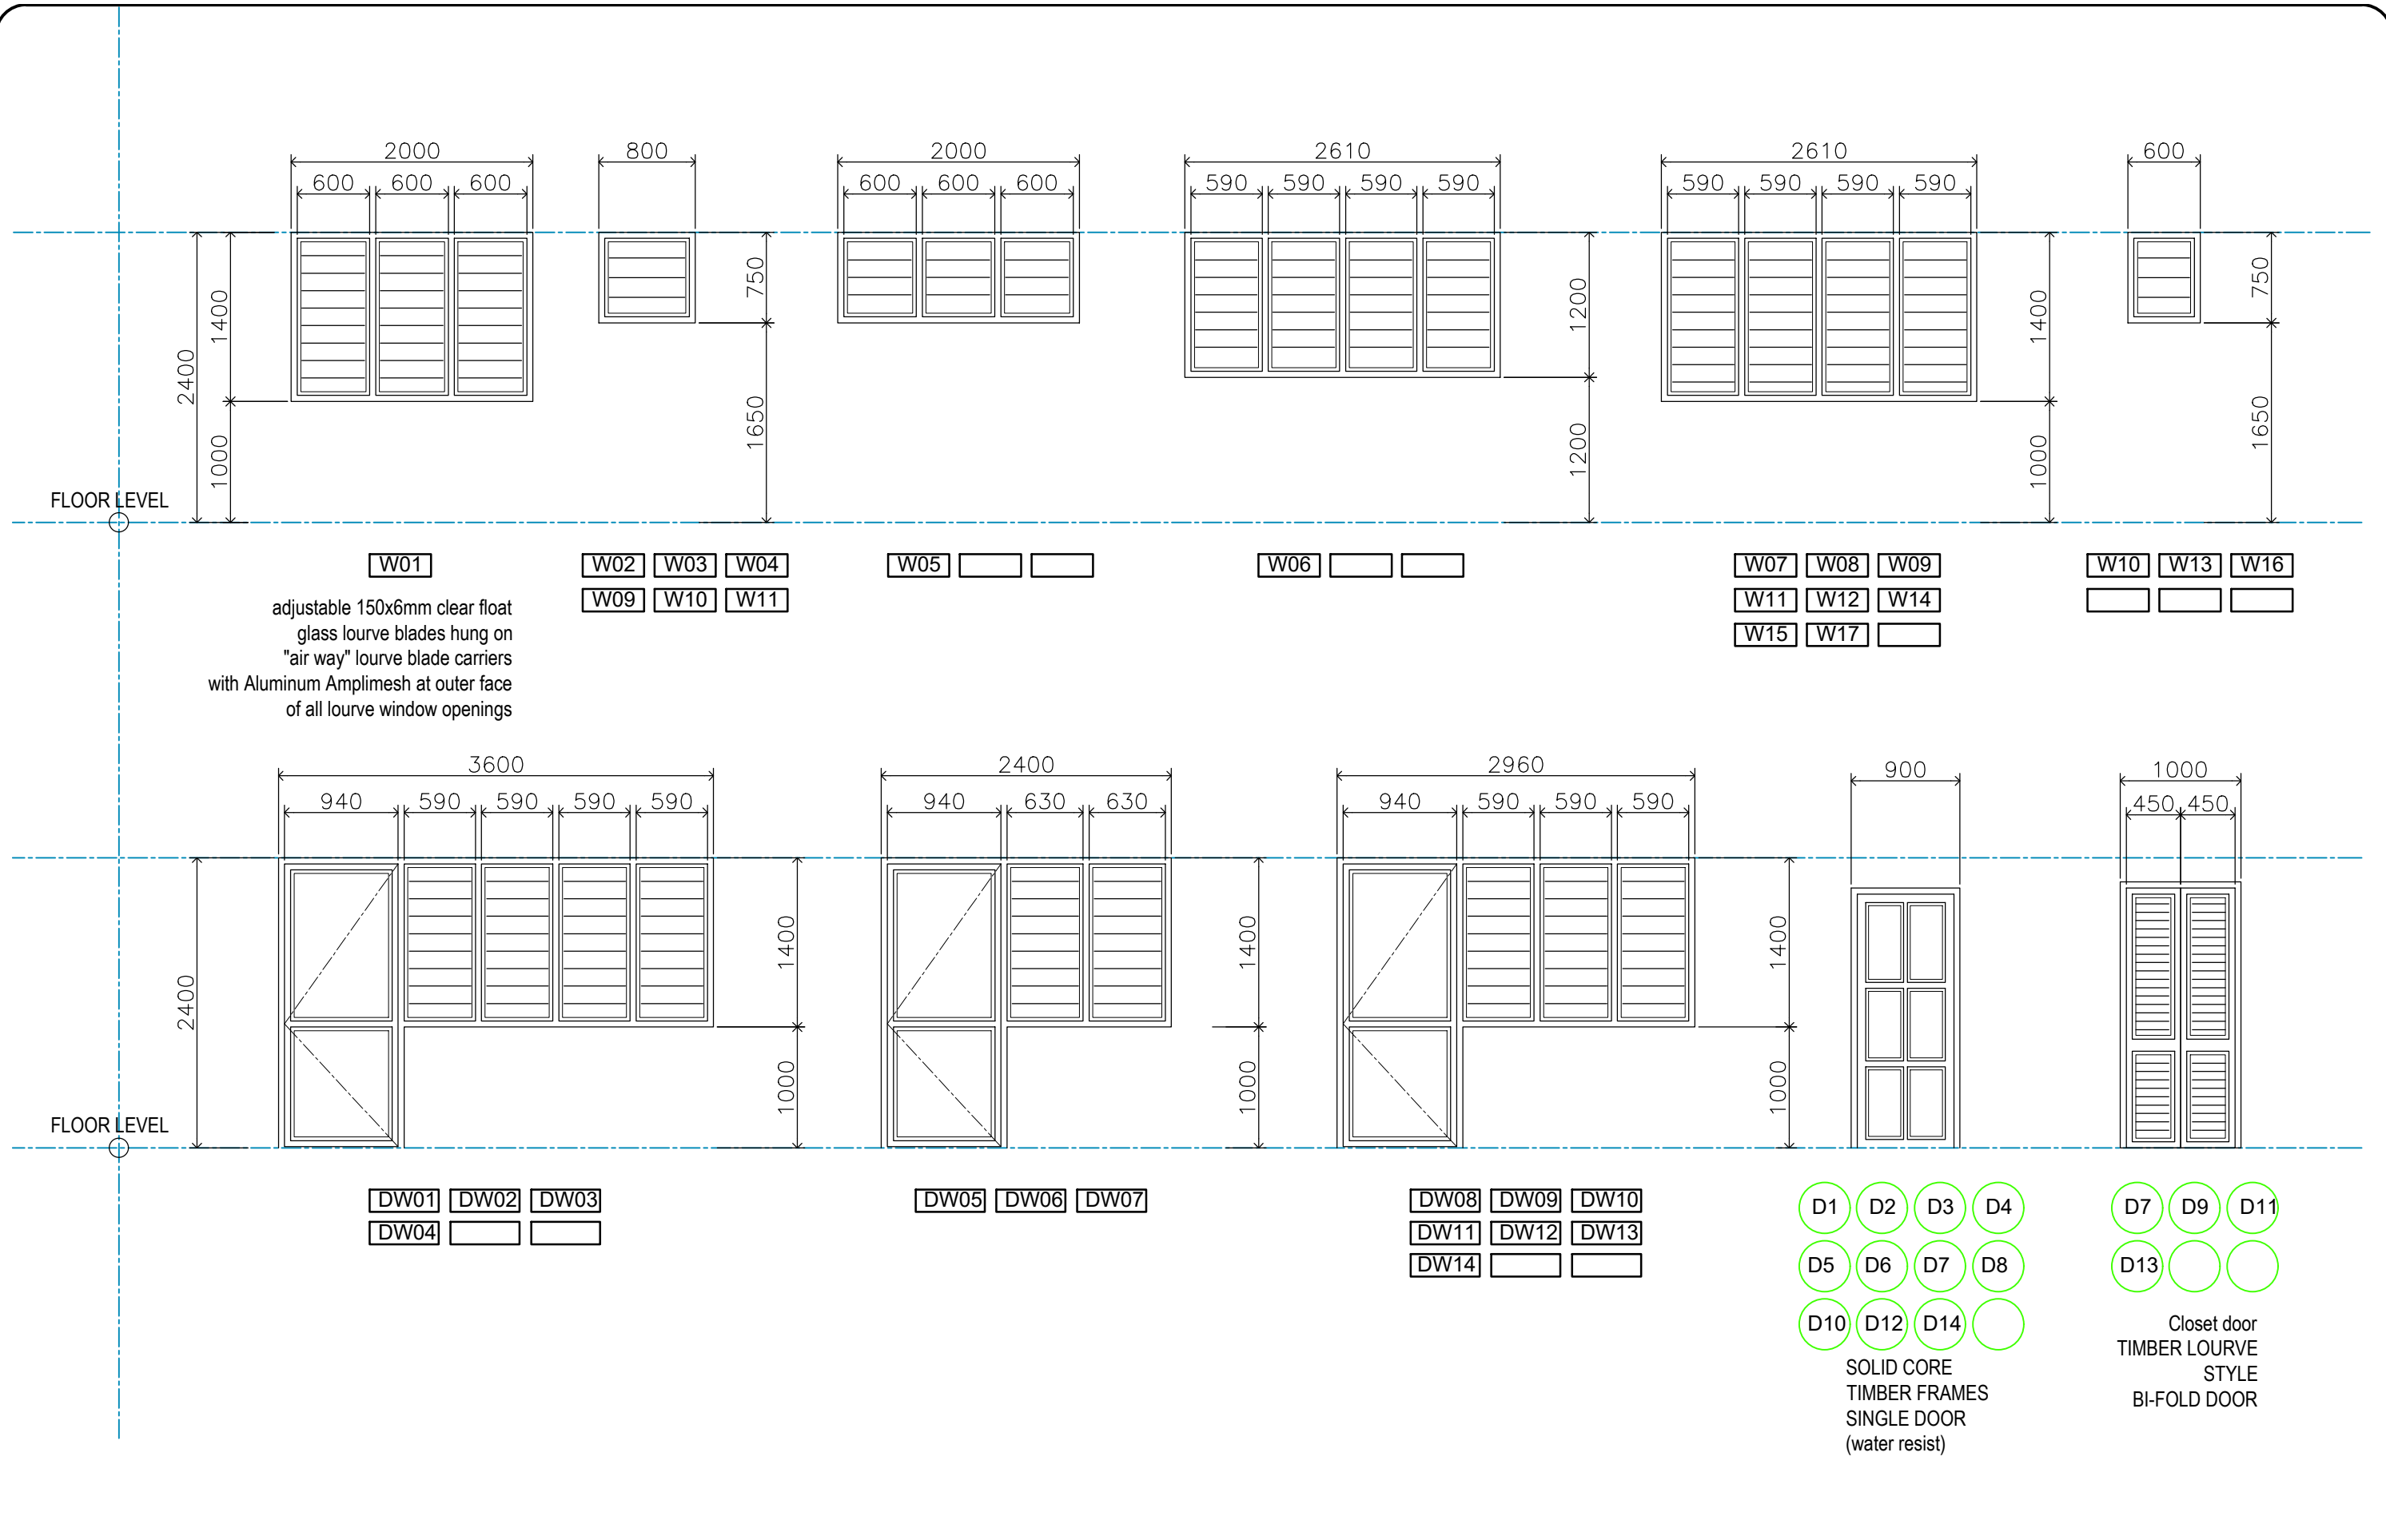 2000 800 2000 2610 2610 600
600 600 600 600 600 600 590 590 590 590 590 590 590 590
2400 1400 1000 750 1650 1200 1200 1400 1000 750 1650
FLOOR LEVEL
W01 W02 W03 W04 W05 W06 W07 W08 W09 W10 W13 W16
W09 W10 W11 W11 W12 W14
W15 W17
adjustable 150x6mm clear float
glass lourve blades hung on
"air way" lourve blade carriers
with Aluminum Amplimesh at outer face
of all lourve window openings
3600 2400 2960 900 1000
940 590 590 590 590 940 630 630 940 590 590 590 450 450
2400 1400 1000 1400 1000 1400 1000
FLOOR LEVEL
DW01 DW02 DW03 DW05 DW06 DW07 DW08 DW09 DW10
DW04 DW11 DW12 DW13
DW14
D1 D2 D3 D4 D7 D9 D11
D5 D6 D7 D8 D13
D10 D12 D14
SOLID CORE
TIMBER FRAMES
SINGLE DOOR
(water resist)
Closet door
TIMBER LOURVE
STYLE
BI-FOLD DOOR